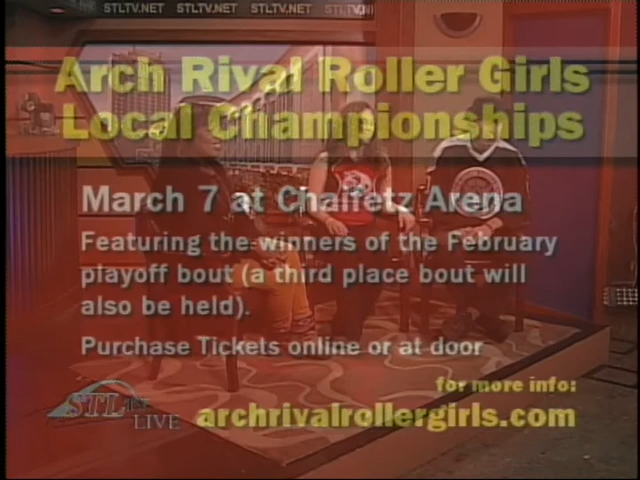 STLTV.NET STLTV.NET STLTV.NET STLTV.NET
Arch Rival Roller Girls
Local Championships
March 7 at Chaifetz Arena
Featuring the winners of the February
playoff bout (a third place bout will
also be held).
Purchase Tickets online or at door
for more info:
STL LIVE
archrivalrollergirls.com